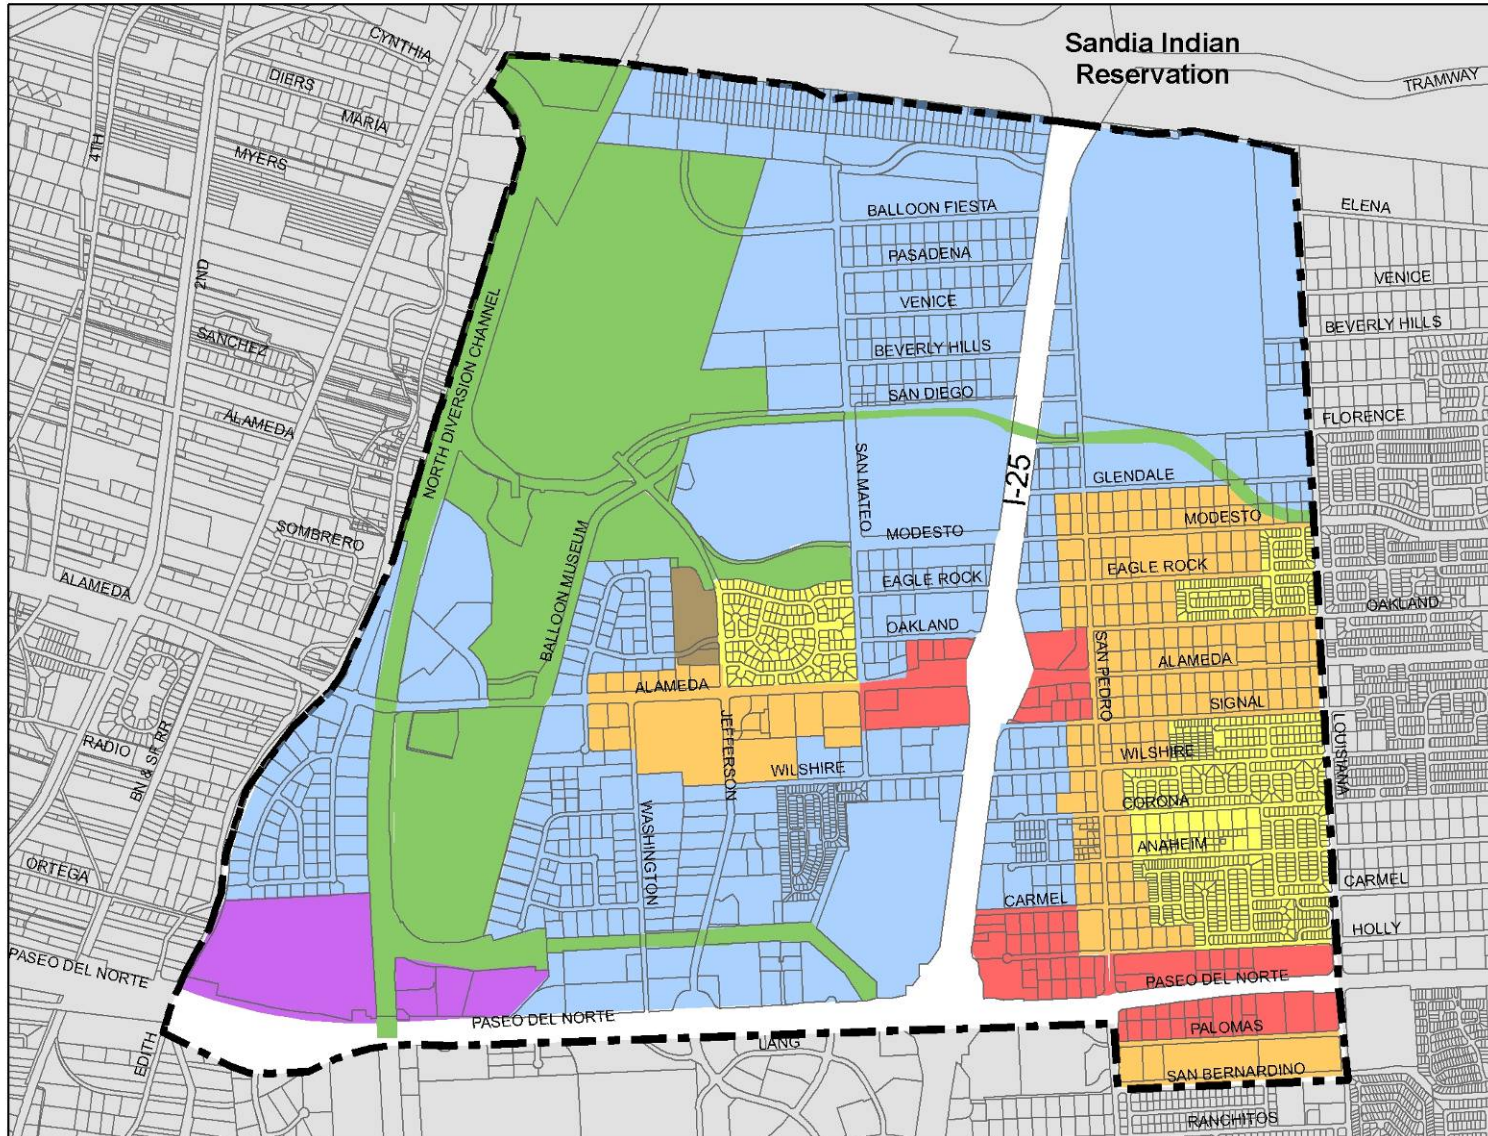 Sandia Indian
Reservation
TRAMWAY
CYNTHIA
DIERS
MARIA
4TH
MYERS
ELENA
BALLOON FIESTA
PASADENA
2ND
VENICE
VENICE
BEVERLY HILLS
SANCHEZ
NORTH DIVERSION CHANNEL
BEVERLY HILLS
SAN DIEGO
ALAMEDA
FLORENCE
I-25
SAN MATEO
GLENDALE
SOMBRERO
MODESTO
MODESTO
BALLOON MUSEUM
EAGLE ROCK
EAGLE ROCK
ALAMEDA
OAKLAND
OAKLAND
SAN PEDRO
ALAMEDA
ALAMEDA
SIGNAL
JEFFERSON
RADIO
BN & SF RR
LOUISIANA
WILSHIRE
WILSHIRE
CORONA
WASHINGTON
ANAHEIM
ORTEGA
CARMEL
CARMEL
HOLLY
PASEO DEL NORTE
PASEO DEL NORTE
PASEO DEL NORTE
PALOMAS
EDITH
LANG
SAN BERNARDINO
RANCHITOS